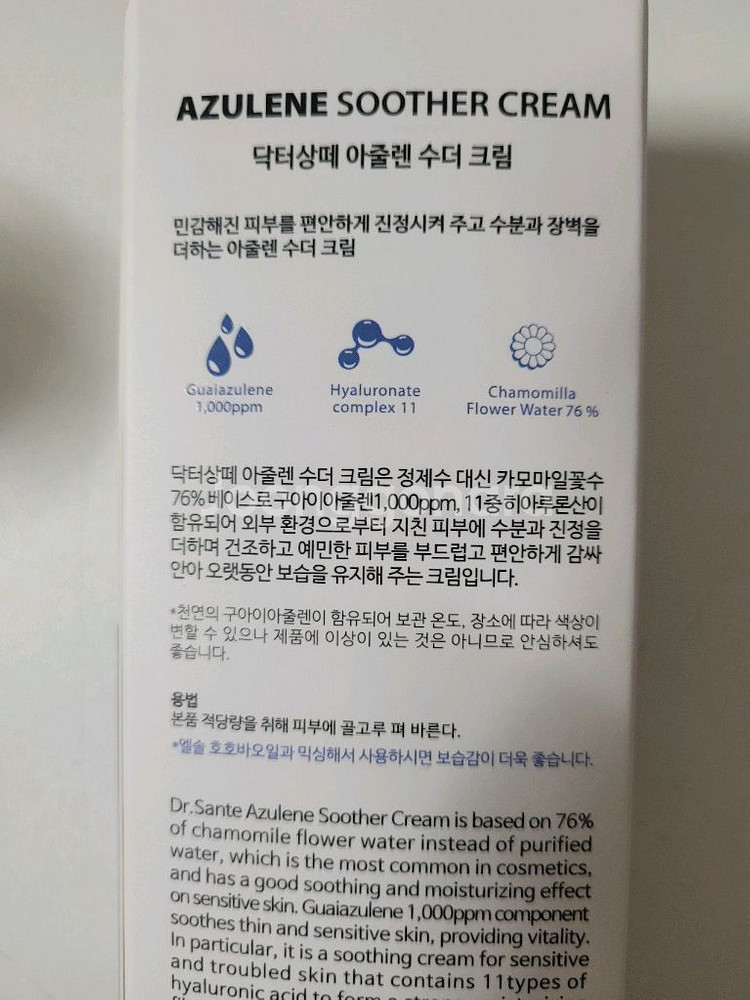 AZULENE SOOTHER CREAM
닥터상떼 아줄렌 수더 크림
민감해진 피부를 편안하게 진정시켜 주고 수분과 장벽을
더하는 아줄렌 수더 크림
Guaiazulene
1,000ppm
Hyaluronate
complex 11
Chamomilla
Flower Water 76 %
닥터상떼 아줄렌 수더 크림은 정제수 대신 카모마일꽃수
76% 베이스로 구아이아줄렌1,000ppm, 11종 히아루론산이
함유되어 외부 환경으로부터 지친 피부에 수분과 진정을
더하며 건조하고 예민한 피부를 부드럽고 편안하게 감싸
안아 오랫동안 보습을 유지해 주는 크림입니다.
*천연의 구아이아줄렌이 함유되어 보관 온도, 장소에 따라 색상이
변할 수 있으나 제품에 이상이 있는 것은 아니므로 안심하셔도
좋습니다.
용법
본품 적당량을 취해 피부에 골고루 펴 바른다.
*엘솔 호호바오일과 믹싱해서 사용하시면 보습감이 더욱 좋습니다.
Dr.Sante Azulene Soother Cream is based on 76%
of chamomile flower water instead of purified
water, which is the most common in cosmetics,
and has a good soothing and moisturizing effect
on sensitive skin. Guaiazulene 1,000ppm component
soothes thin and sensitive skin, providing vitality.
In particular, it is a soothing cream for sensitive
and troubled skin that contains 11types of
hyaluronic acid to form a